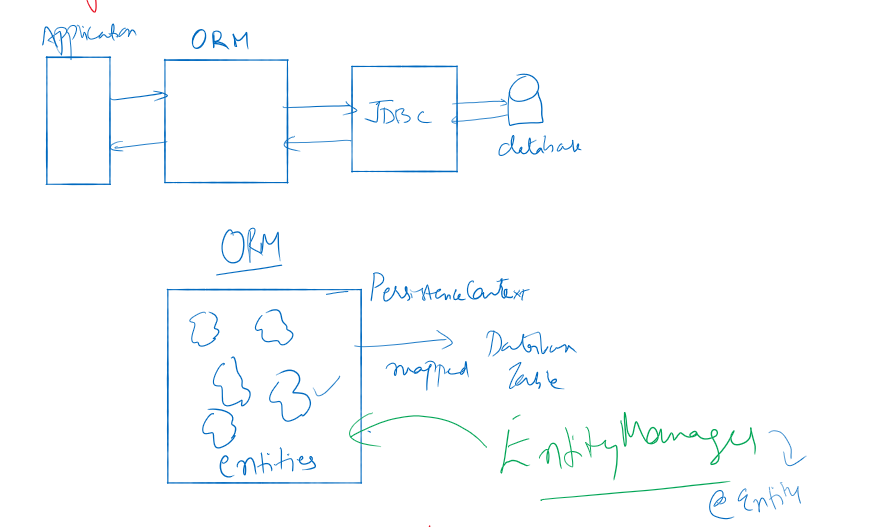 Application
ORM
JDBC
database
ORM
PersistenceContext
Database
mapped
Table
entities
EntityManager
@Entity